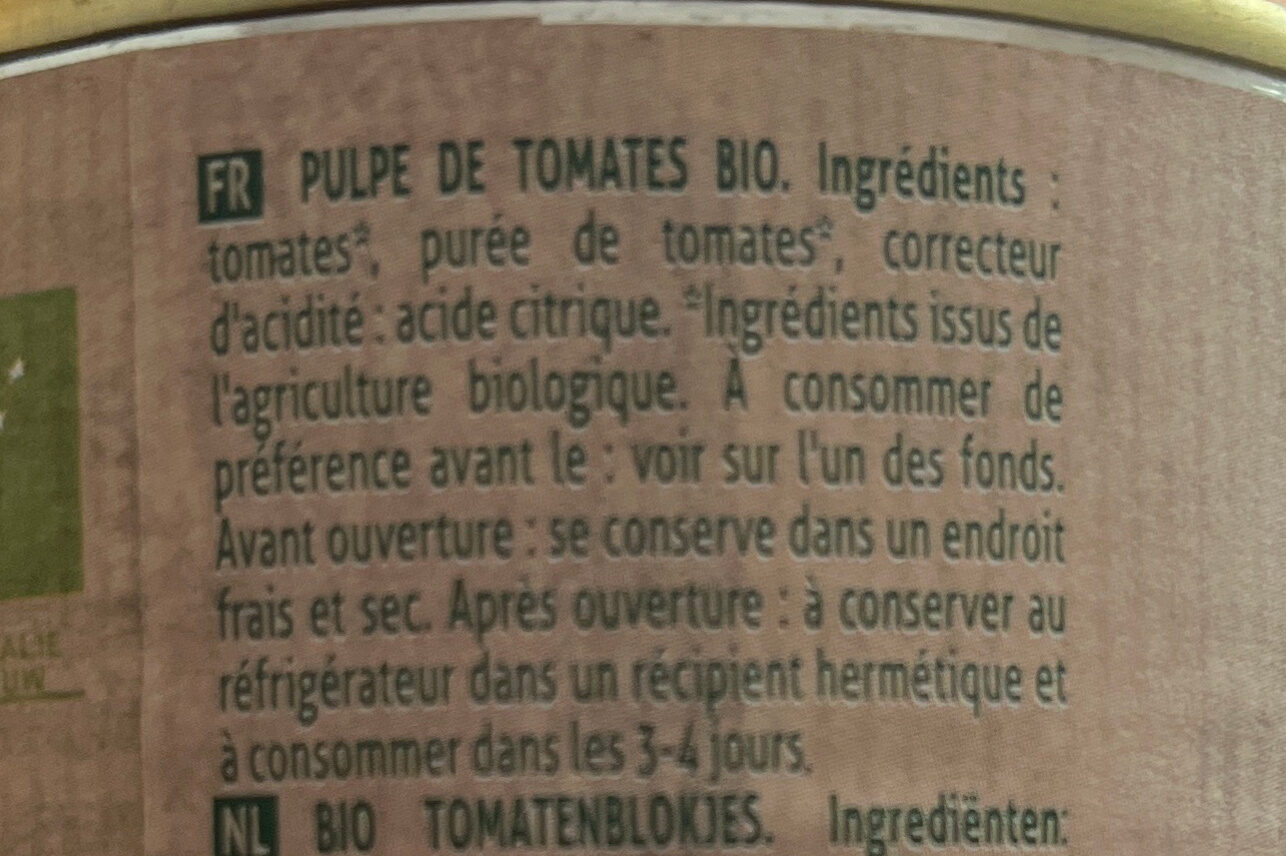 FR PULPE DE TOMATES BIO. Ingrédients :
tomates*, purée de tomates*, correcteur
d'acidité : acide citrique. *Ingrédients issus de
l'agriculture biologique. À consommer de
préférence avant le : voir sur l'un des fonds.
Avant ouverture : se conserve dans un endroit
frais et sec. Après ouverture : à conserver au
réfrigérateur dans un récipient hermétique et
à consommer dans les 3-4 jours.
NL BIO TOMATENBLOKJES. Ingrediënten: